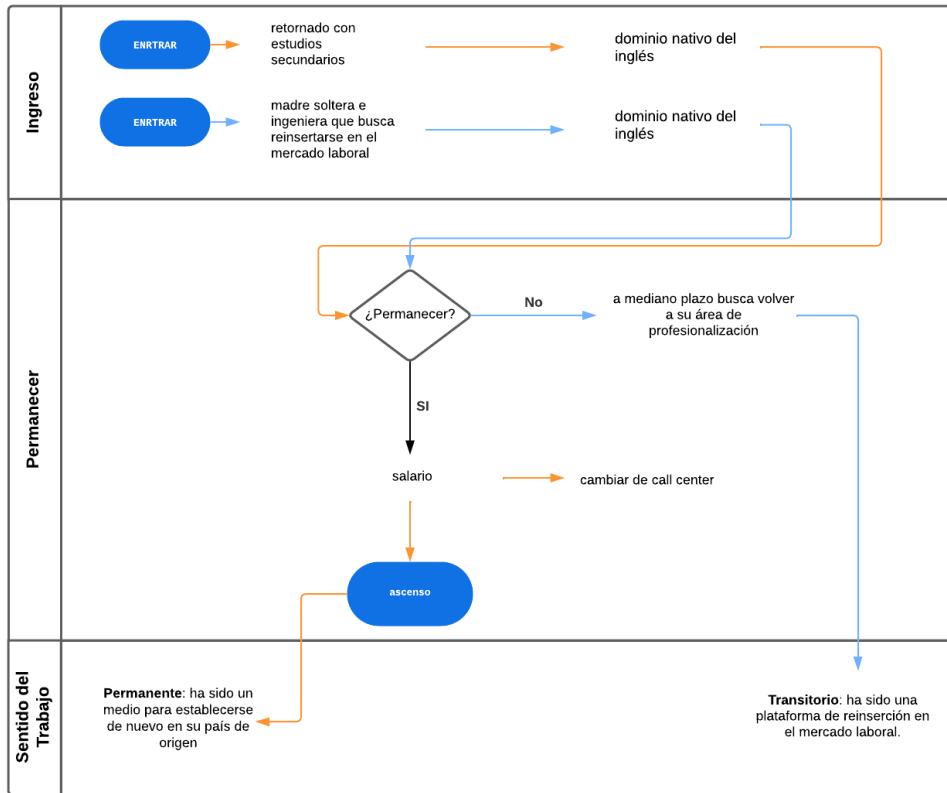 Ingreso
ENRTRAR
retornado con
estudios
secundarios
dominio nativo del
inglés
ENRTRAR
madre soltera e
ingeniera que busca
reinsertarse en el
mercado laboral
dominio nativo del
inglés
Permanecer
¿Permanecer?
No
a mediano plazo busca volver
a su área de
profesionalización
SI
salario
cambiar de call center
ascenso
Sentido del
Trabajo
Permanente: ha sido un
medio para establecerse
de nuevo en su país de
origen
Transitorio: ha sido una
plataforma de reinserción en
el mercado laboral.